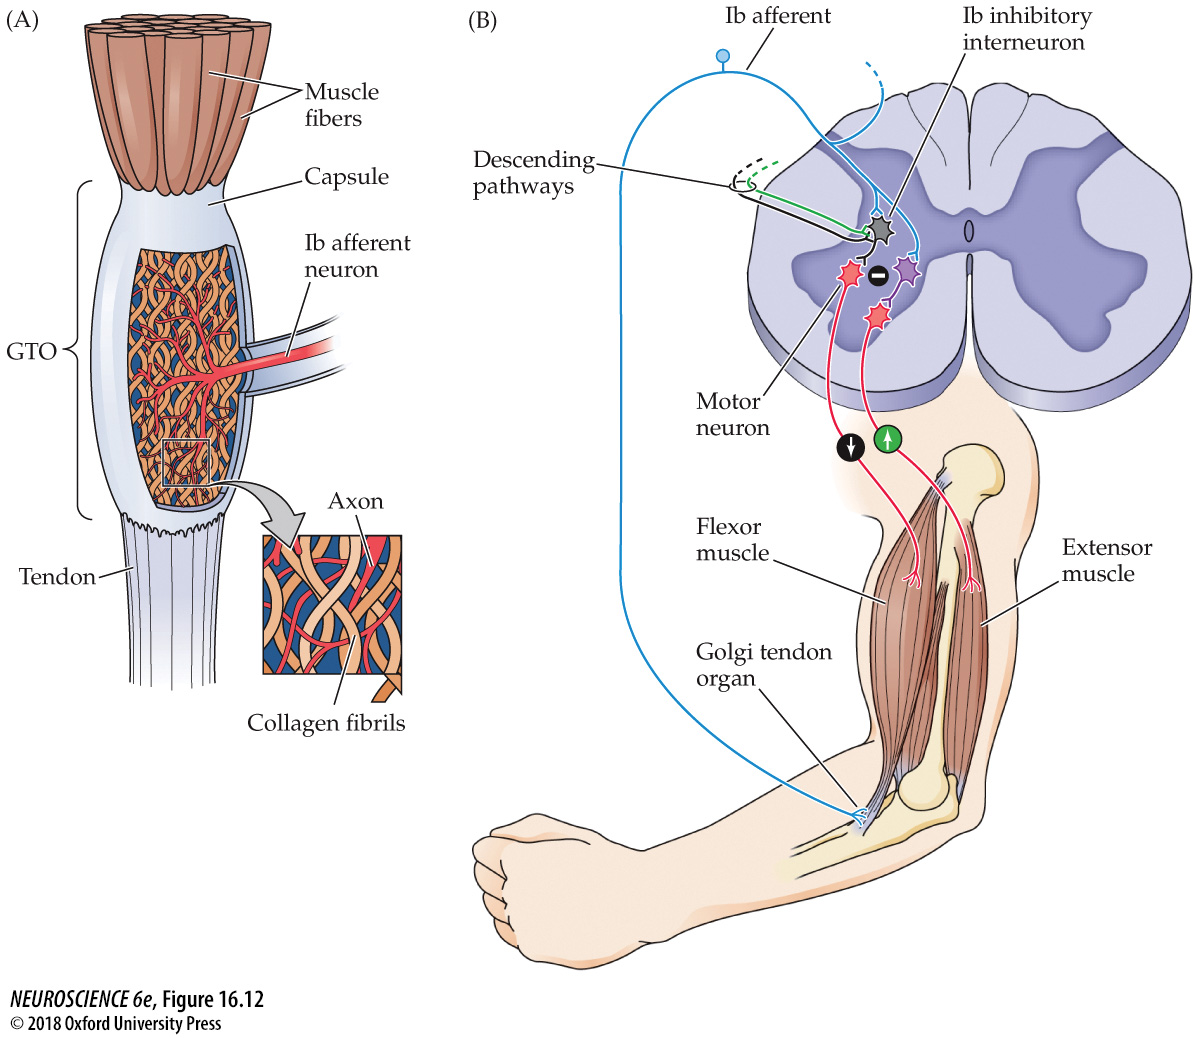 (A)
Muscle
fibers
Capsule
Ib afferent
neuron
GTO
Axon
Tendon
Collagen fibrils
(B)
Ib afferent
Ib inhibitory
interneuron
Descending
pathways
Motor
neuron
Flexor
muscle
Extensor
muscle
Golgi tendon
organ
NEUROSCIENCE 6e, Figure 16.12
© 2018 Oxford University Press